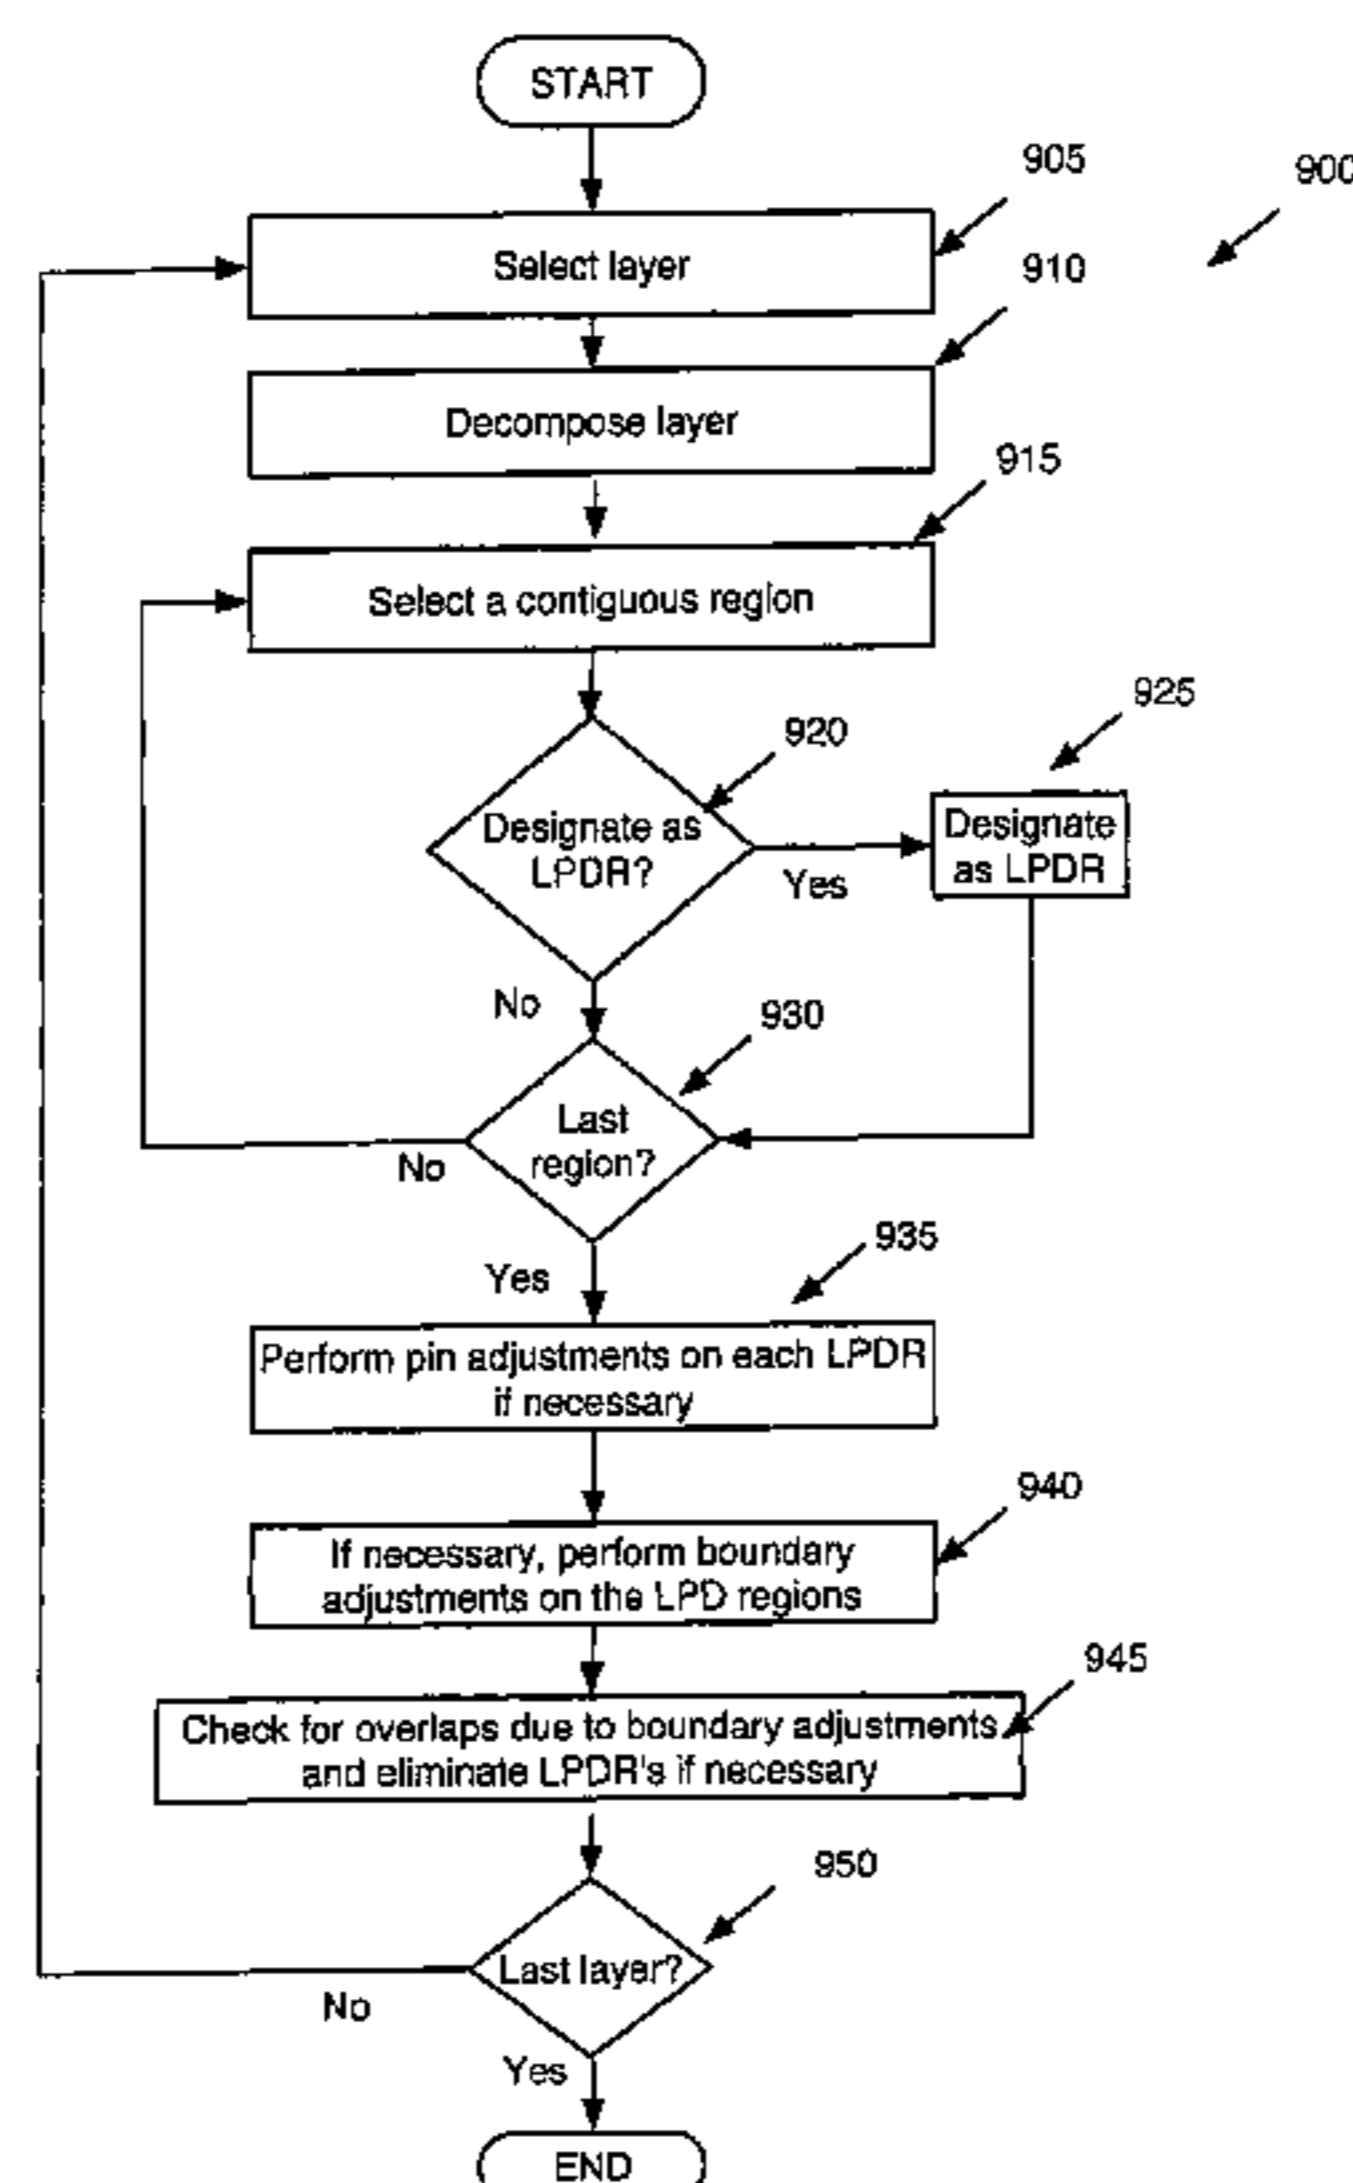 START
905
900
Select layer
910
Decompose layer
915
Select a contiguous region
925
920
Designate as
LPDR?
Yes
Designate
as LPDR
No
930
Last
region?
No
935
Yes
Perform pin adjustments on each LPDR
if necessary
940
If necessary, perform boundary
adjustments on the LPD regions
945
Check for overlaps due to boundary adjustments
and eliminate LPDR's if necessary
950
Last layer?
No
Yes
END